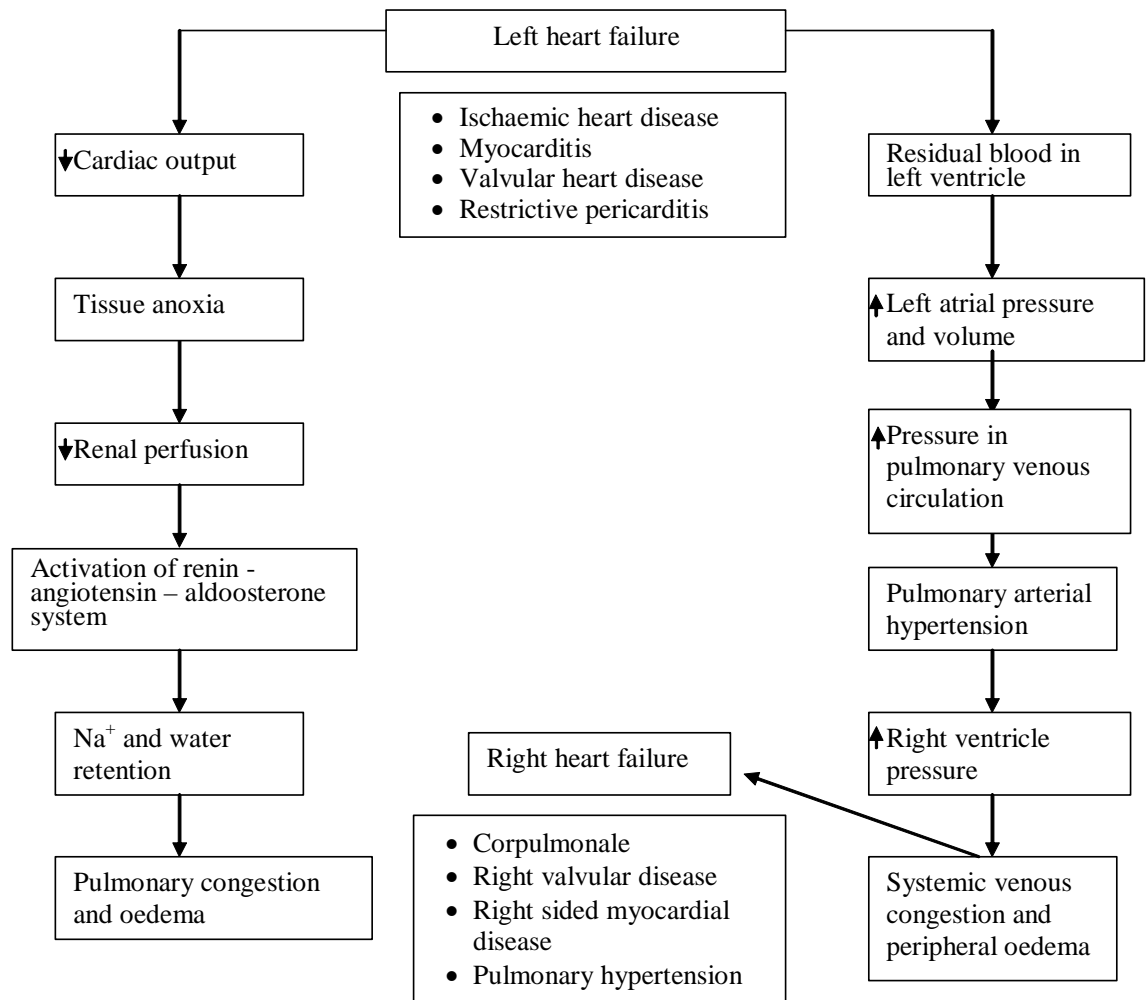 Left heart failure
• Ischaemic heart disease
• Myocarditis
• Valvular heart disease
• Restrictive pericarditis
↓Cardiac output
Tissue anoxia
↓Renal perfusion
Activation of renin -
angiotensin – aldoosterone
system
Na⁺ and water
retention
Pulmonary congestion
and oedema
Residual blood in
left ventricle
↑Left atrial pressure
and volume
↑Pressure in
pulmonary venous
circulation
Pulmonary arterial
hypertension
↑Right ventricle
pressure
Systemic venous
congestion and
peripheral oedema
Right heart failure
• Corpulmonale
• Right valvular disease
• Right sided myocardial
disease
• Pulmonary hypertension